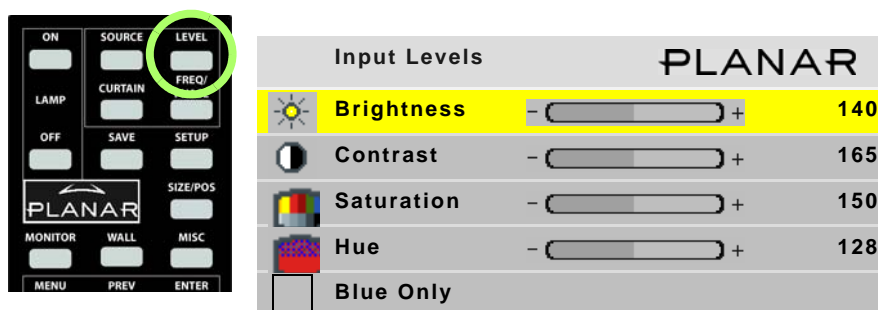 ON SOURCE LEVEL
CURTAIN FREQ/
LAMP
OFF SAVE SETUP
SIZE/POS
PLANAR
MONITOR WALL MISC
MENU PREV ENTER
Input Levels PLANAR
Brightness - + 140
Contrast - + 165
Saturation - + 150
Hue - + 128
Blue Only